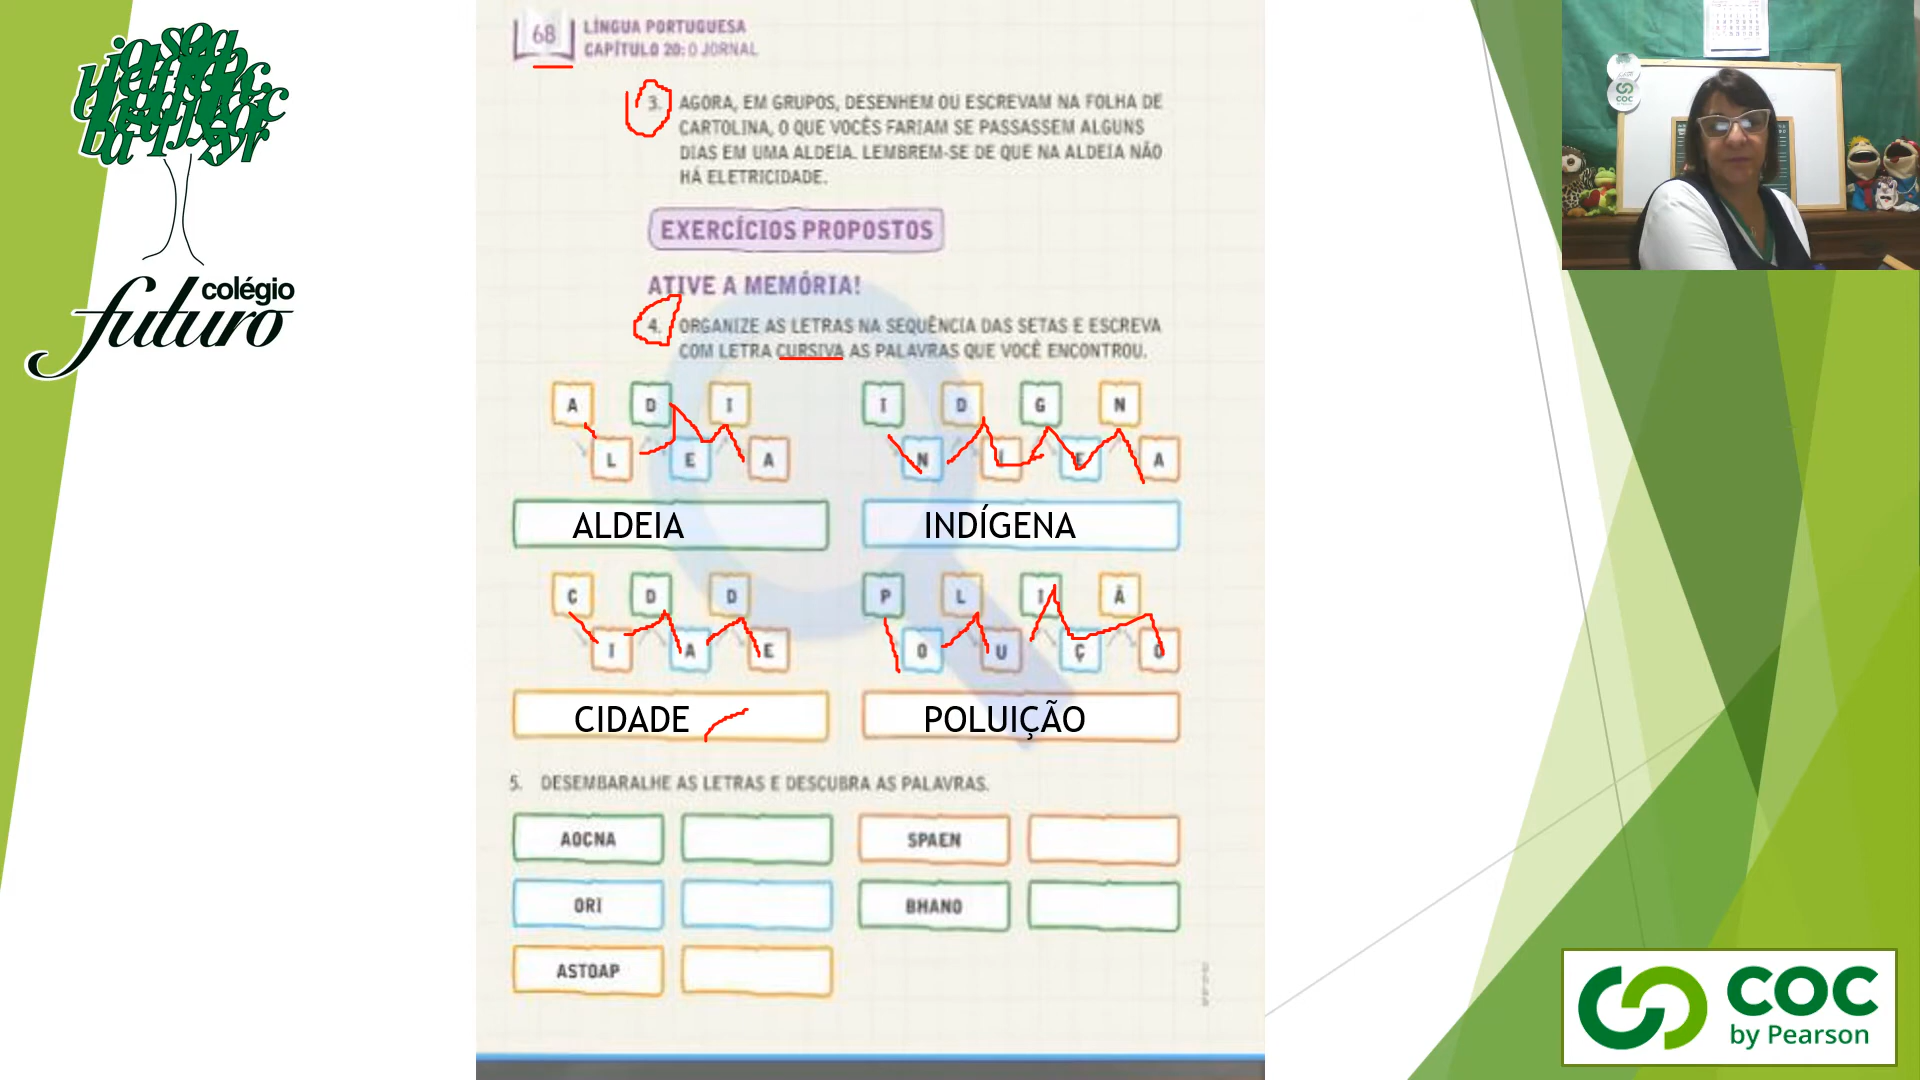 colégio
futuro
68
LÍNGUA PORTUGUESA
CAPÍTULO 20: O JORNAL
3. AGORA, EM GRUPOS, DESENHEM OU ESCREVAM NA FOLHA DE
CARTOLINA, O QUE VOCÊS FARIAM SE PASSASSEM ALGUNS
DIAS EM UMA ALDEIA. LEMBREM-SE DE QUE NA ALDEIA NÃO
HÁ ELETRICIDADE.
EXERCÍCIOS PROPOSTOS
ATIVE A MEMÓRIA!
4. ORGANIZE AS LETRAS NA SEQUÊNCIA DAS SETAS E ESCREVA
COM LETRA CURSIVA AS PALAVRAS QUE VOCÊ ENCONTROU.
A D I
L E A
I D G N
N I E A
ALDEIA
INDÍGENA
C D D
I A E
P L I Ã
O U Ç O
CIDADE
POLUIÇÃO
5. DESEMBARALHE AS LETRAS E DESCUBRA AS PALAVRAS.
AOCNA
SPAEN
ORI
BHANO
ASTOAP
COC
by Pearson